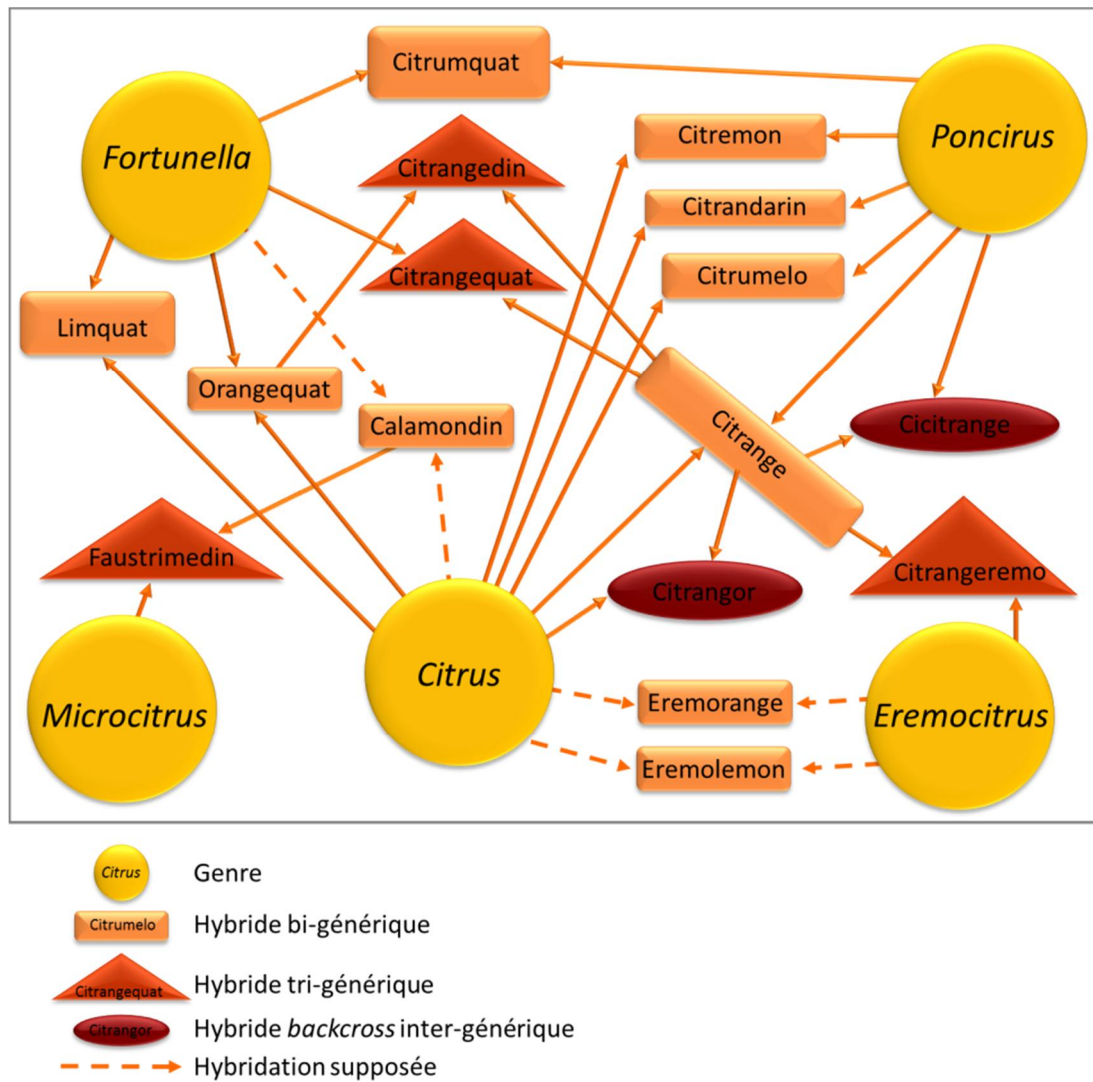 Citrumquat
Fortunella
Poncirus
Citremon
Citrangedin
Citrandarin
Citrangequat
Citrumelo
Limquat
Orangequat
Calamondin
Citrange
Cicitrange
Faustrimedin
Citrangor
Citrangeremo
Citrus
Microcitrus
Eremorange
Eremocitrus
Eremolemon
Citrus Genre
Citrumelo Hybride bi-générique
Citrangequat Hybride tri-générique
Citrangor Hybride backcross inter-générique
Hybridation supposée